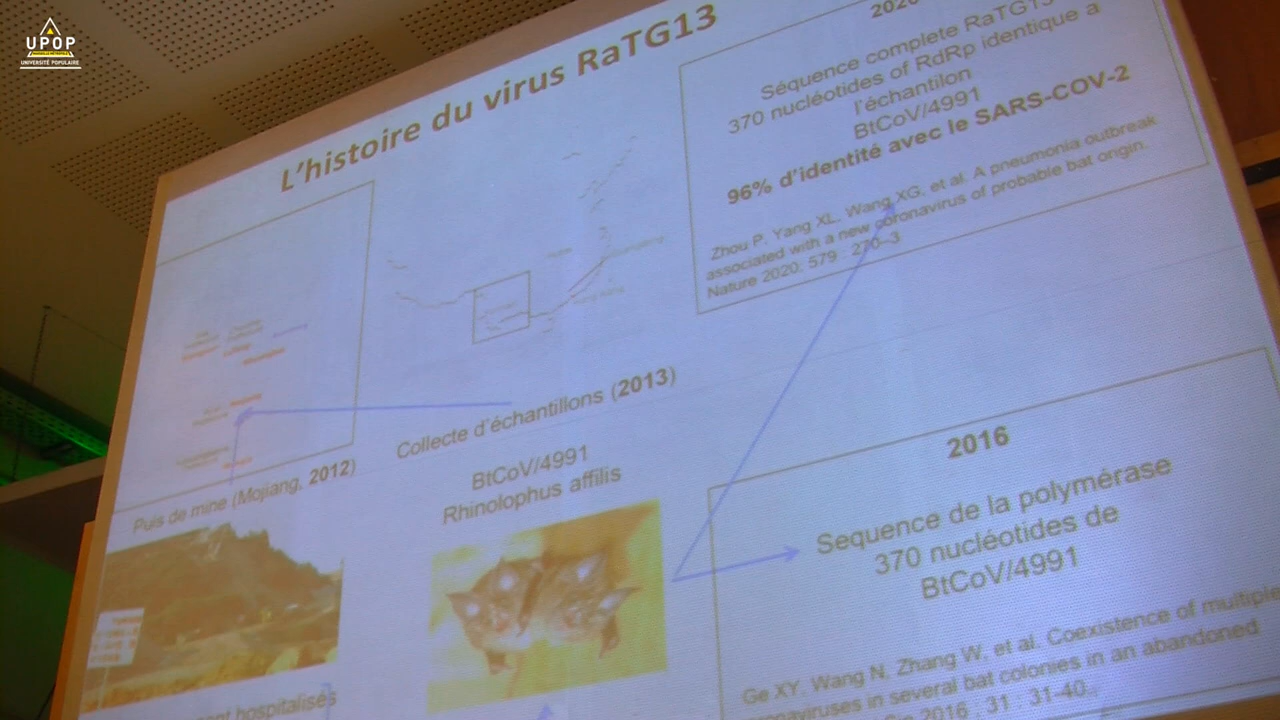 UPOP
UNIVERSITÉ POPULAIRE
L'histoire du virus RaTG13
2020
Séquence complete RaTG13
370 nucléotides of RdRp identique a
l'échantilon
BtCoV/4991
96% d'identité avec le SARS-COV-2
Zhou P, Yang XL, Wang XG, et al. A pneumonia outbreak
associated with a new coronavirus of probable bat origin.
Nature 2020; 579 : 270–3
Collecte d'échantillons (2013)
BtCoV/4991
Rhinolophus affilis
Puis de mine (Mojiang, 2012)
2016
Sequence de la polymérase
370 nucléotides de
BtCoV/4991
Ge XY, Wang N, Zhang W, et al. Coexistence of multiple
in several bat colonies in an abandoned
2016 ; 31 : 31-40.
hospitalisés